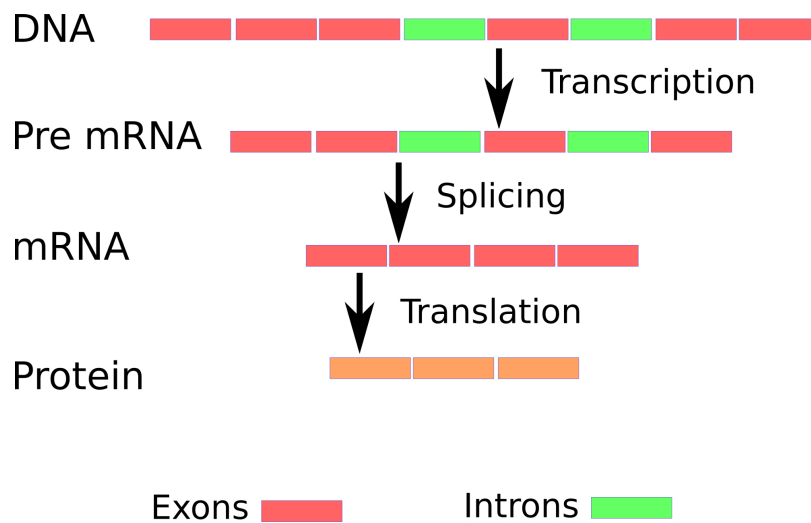 DNA
Transcription
Pre mRNA
Splicing
mRNA
Translation
Protein
Exons
Introns